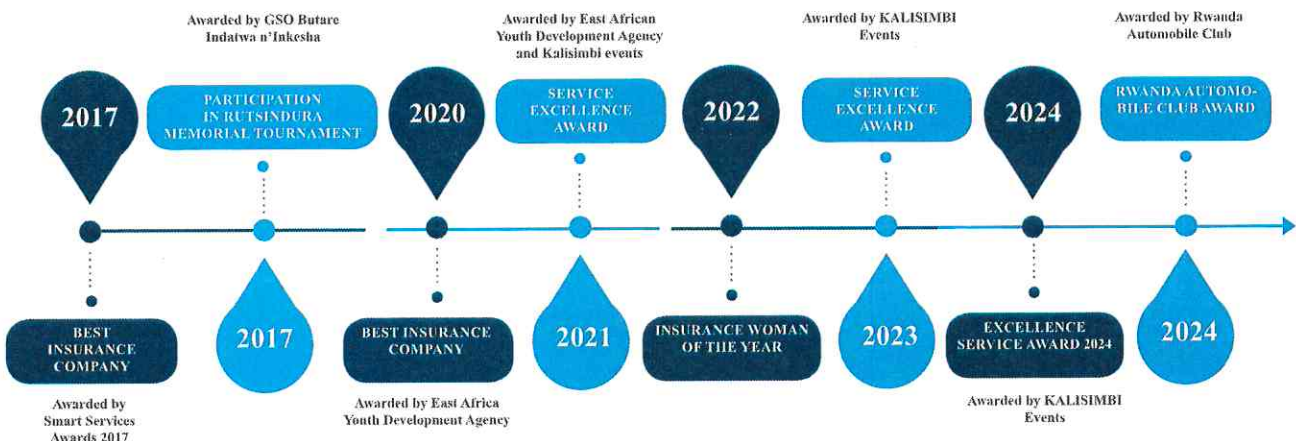 Awarded by GSO Butare
Indatwa n'Inkesha
2017
PARTICIPATION
IN RUTSINDURA
MEMORIAL TOURNAMENT
BEST
INSURANCE
COMPANY
Awarded by
Smart Services
Awards 2017
2017
Awarded by East African
Youth Development Agency
and Kalisimbi events
2020
SERVICE
EXCELLENCE
AWARD
BEST INSURANCE
COMPANY
Awarded by East Africa
Youth Development Agency
2021
Awarded by KALISIMBI
Events
2022
SERVICE
EXCELLENCE
AWARD
INSURANCE WOMAN
OF THE YEAR
2023
Awarded by Rwanda
Automobile Club
2024
RWANDA AUTOMO-
BILE CLUB AWARD
EXCELLENCE
SERVICE AWARD 2024
Awarded by KALISIMBI
Events
2024